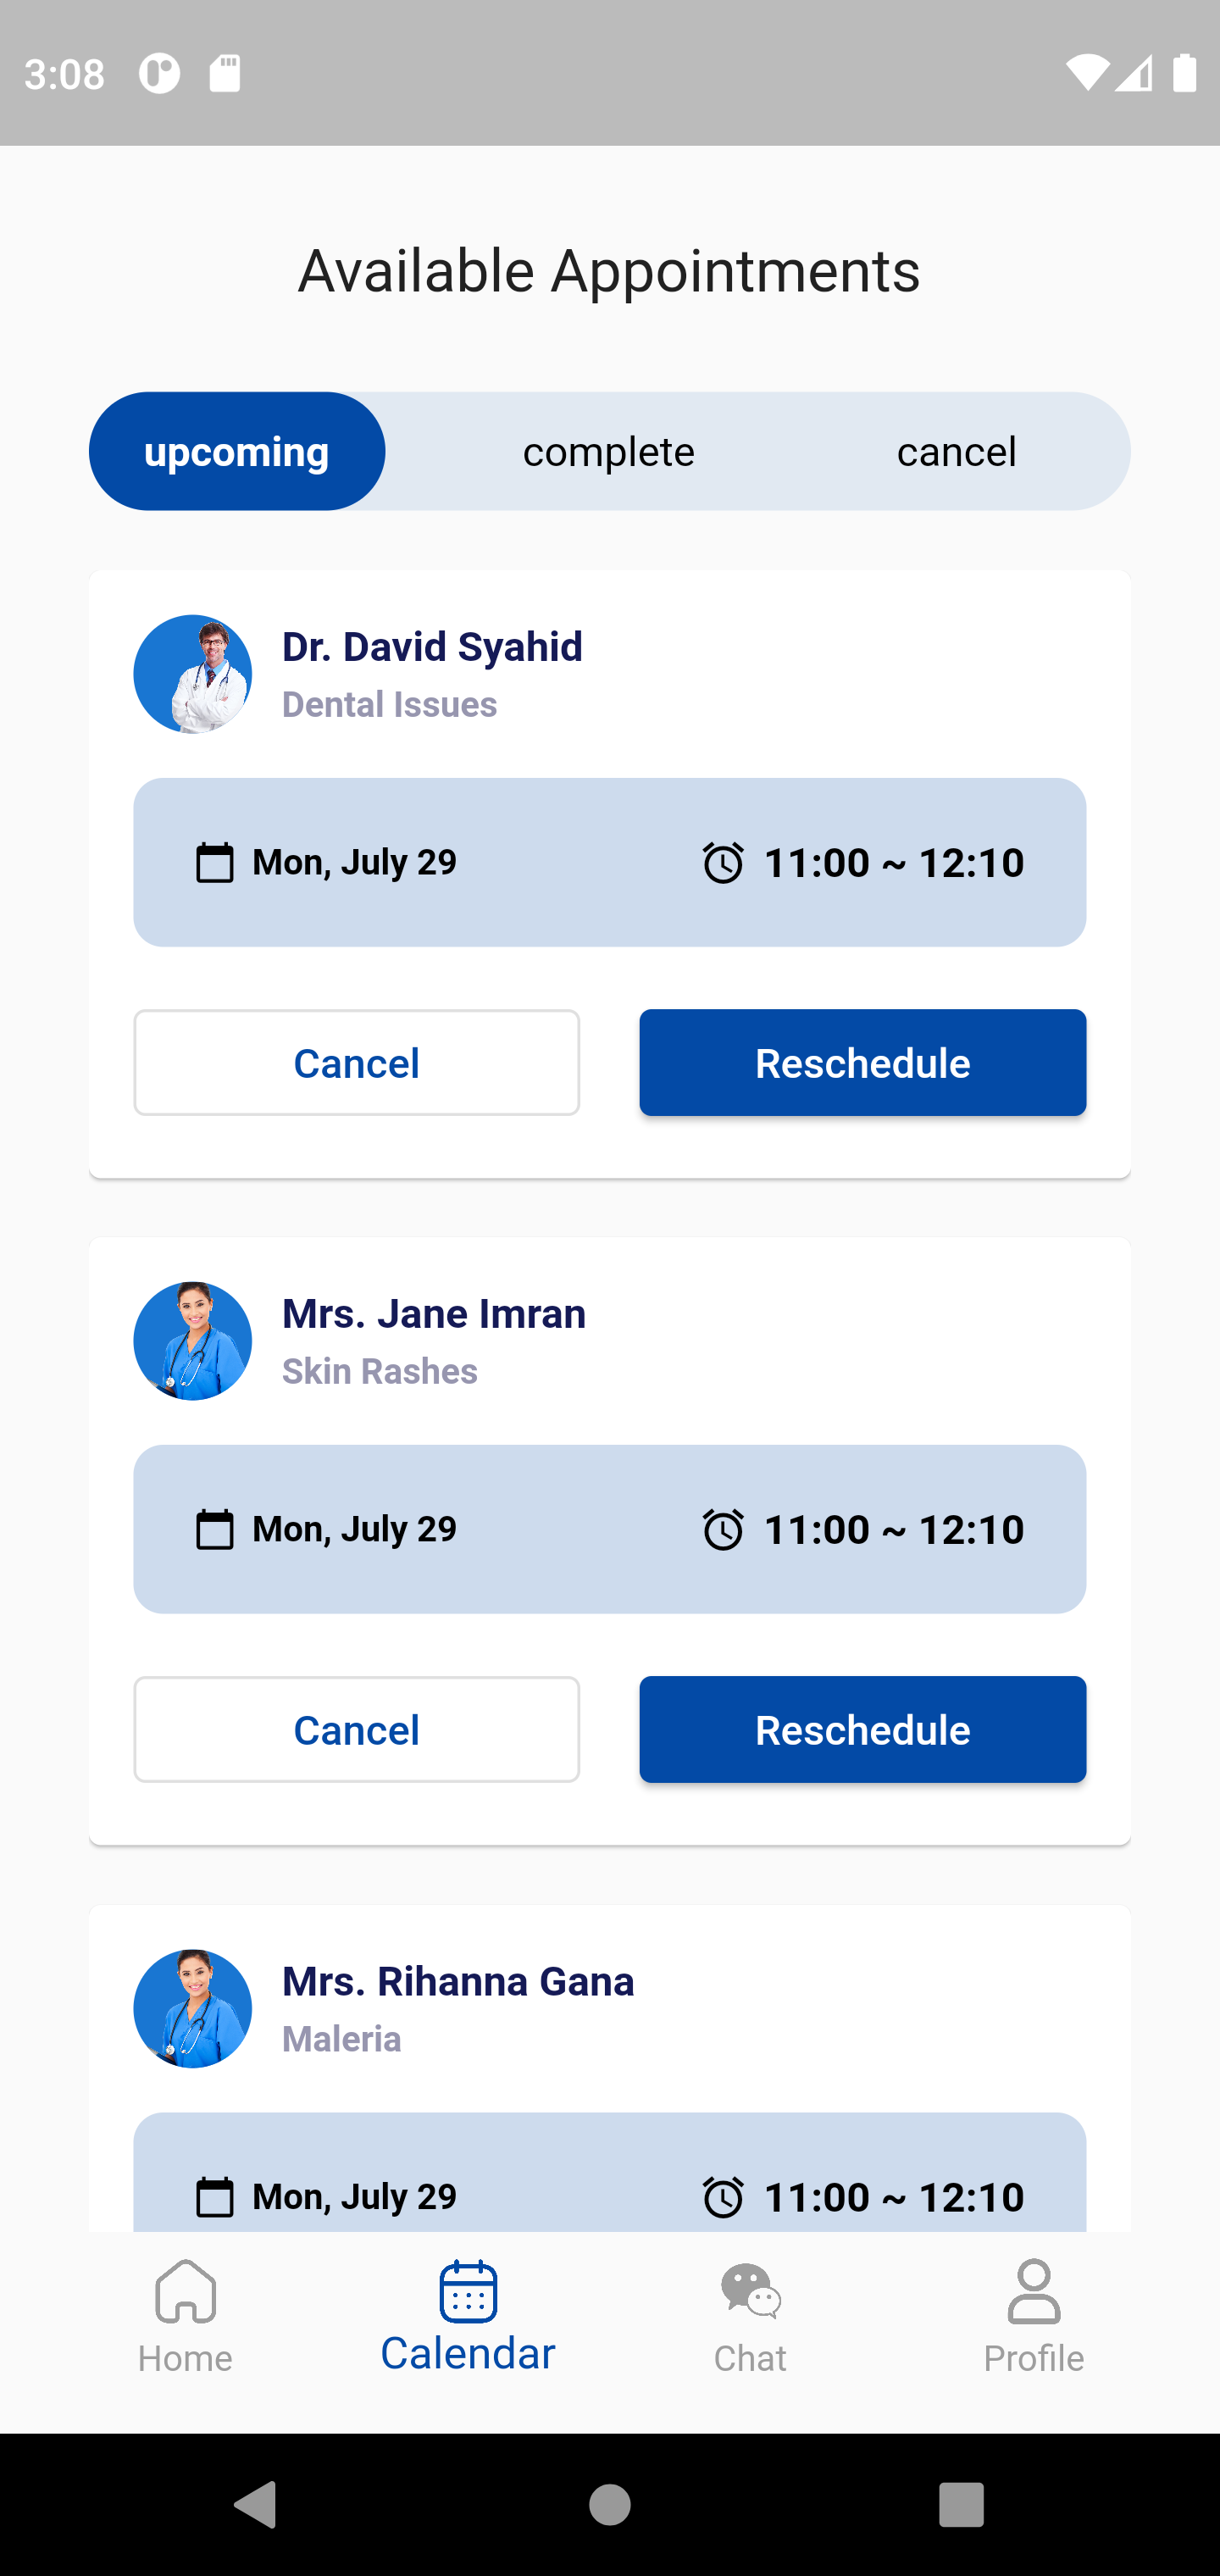 3:08
Available Appointments
upcoming complete cancel
Dr. David Syahid
Dental Issues
Mon, July 29 11:00 ~ 12:10
Cancel Reschedule
Mrs. Jane Imran
Skin Rashes
Mon, July 29 11:00 ~ 12:10
Cancel Reschedule
Mrs. Rihanna Gana
Maleria
Mon, July 29 11:00 ~ 12:10
Home Calendar Chat Profile